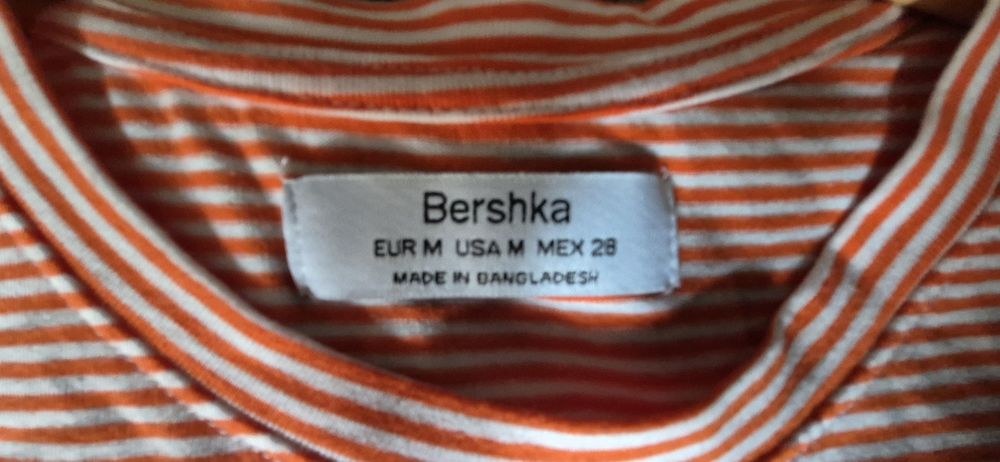 Bershka
EUR M USA M MEX 28
MADE IN BANGLADESH